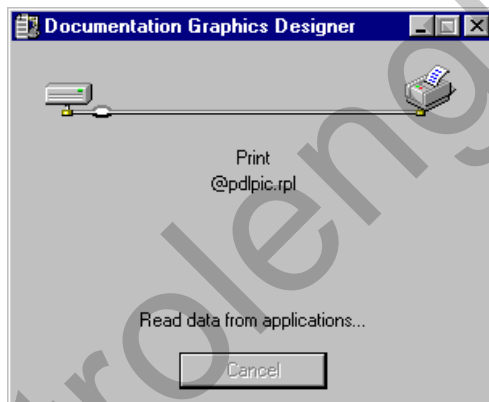 Documentation Graphics Designer
Print
@pdlpic.rpl
Read data from applications...
Cancel